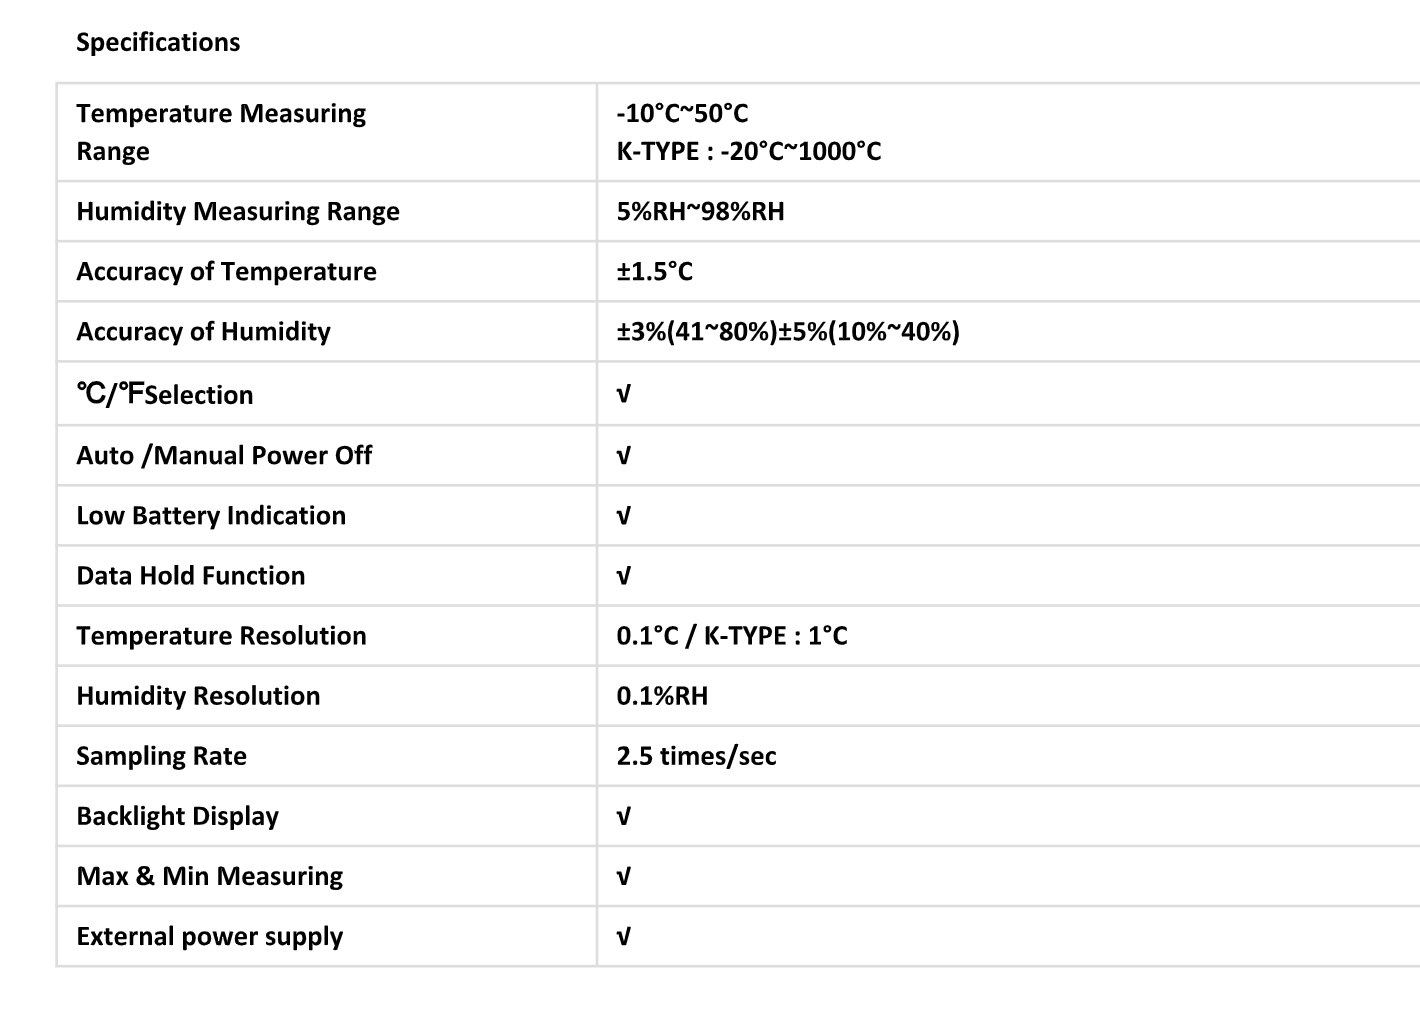 Specifications
Temperature Measuring
Range
-10°C~50°C
K-TYPE : -20°C~1000°C
Humidity Measuring Range
5%RH~98%RH
Accuracy of Temperature
±1.5°C
Accuracy of Humidity
±3%(41~80%)±5%(10%~40%)
℃/℉Selection
√
Auto /Manual Power Off
√
Low Battery Indication
√
Data Hold Function
√
Temperature Resolution
0.1°C / K-TYPE : 1°C
Humidity Resolution
0.1%RH
Sampling Rate
2.5 times/sec
Backlight Display
√
Max & Min Measuring
√
External power supply
√